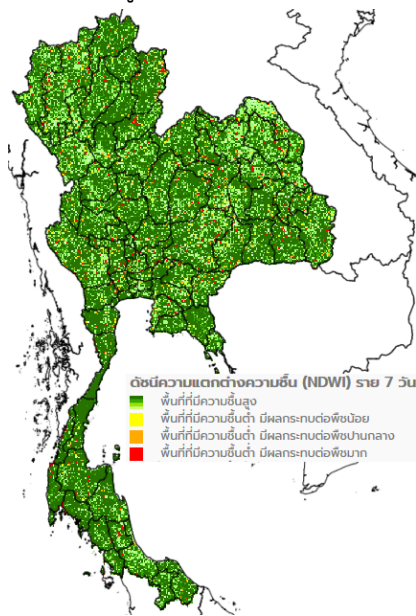 ดัชนีความแตกต่างความชื้น (NDWI) ราย 7 วัน
พื้นที่ที่มีความชื้นสูง
พื้นที่ที่มีความชื้นต่ำ มีผลกระทบต่อพืชน้อย
พื้นที่ที่มีความชื้นต่ำ มีผลกระทบต่อพืชปานกลาง
พื้นที่ที่มีความชื้นต่ำ มีผลกระทบต่อพืชมาก